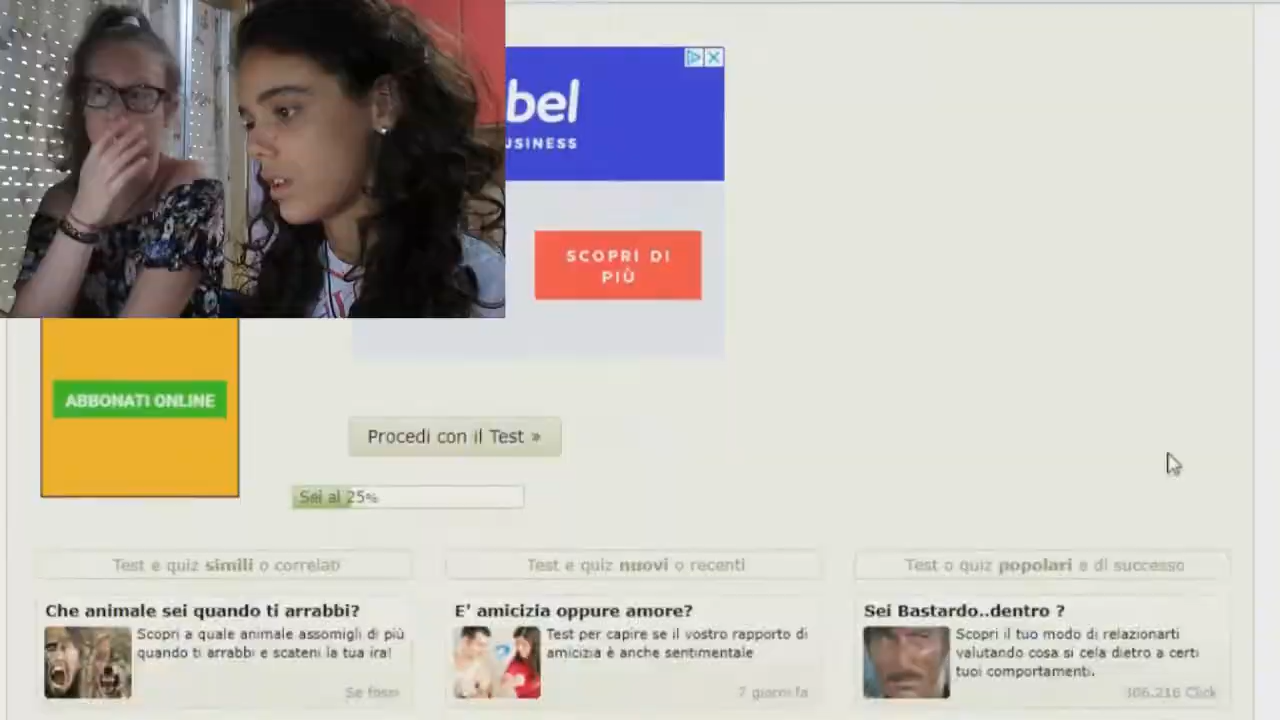 bel
USINESS
SCOPRI DI
PIÙ
ABBONATI ONLINE
Procedi con il Test »
Sei al 25%
Test e quiz simili o correlati
Test e quiz nuovi o recenti
Test o quiz popolari e di successo
Che animale sei quando ti arrabbi?
Scopri a quale animale assomigli di più
quando ti arrabbi e scateni la tua ira!
Se fossi
E' amicizia oppure amore?
Test per capire se il vostro rapporto di
amicizia è anche sentimentale
7 giorni fa
Sei Bastardo..dentro ?
Scopri il tuo modo di relazionarti
valutando cosa si cela dietro a certi
tuoi comportamenti.
306.216 Click